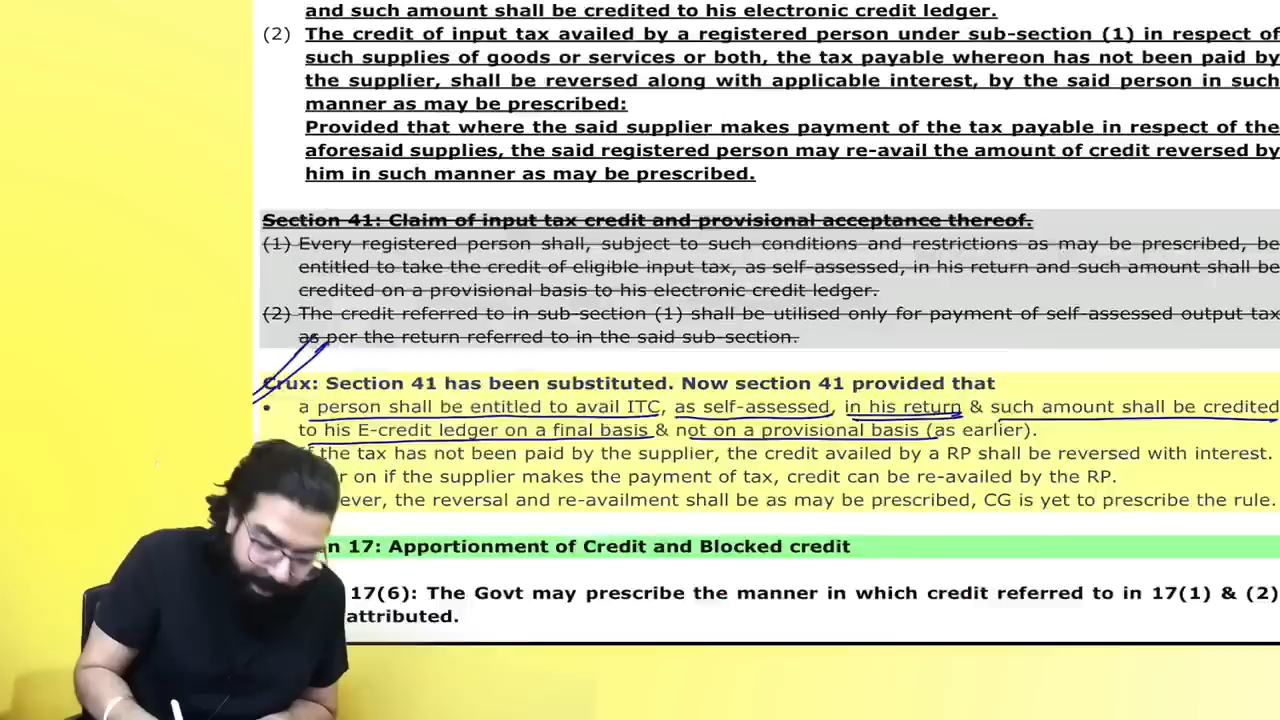 and such amount shall be credited to his electronic credit ledger.
(2) The credit of input tax availed by a registered person under sub-section (1) in respect of
such supplies of goods or services or both, the tax payable whereon has not been paid by
the supplier, shall be reversed along with applicable interest, by the said person in such
manner as may be prescribed:
Provided that where the said supplier makes payment of the tax payable in respect of the
aforesaid supplies, the said registered person may re-avail the amount of credit reversed by
him in such manner as may be prescribed.
Section 41: Claim of input tax credit and provisional acceptance thereof.
(1) Every registered person shall, subject to such conditions and restrictions as may be prescribed, be
entitled to take the credit of eligible input tax, as self-assessed, in his return and such amount shall be
credited on a provisional basis to his electronic credit ledger.
(2) The credit referred to in sub-section (1) shall be utilised only for payment of self-assessed output tax
as per the return referred to in the said sub-section.
Crux: Section 41 has been substituted. Now section 41 provided that
• a person shall be entitled to avail ITC, as self-assessed, in his return & such amount shall be credited
to his E-credit ledger on a final basis & not on a provisional basis (as earlier).
the tax has not been paid by the supplier, the credit availed by a RP shall be reversed with interest.
on if the supplier makes the payment of tax, credit can be re-availed by the RP.
ever, the reversal and re-availment shall be as may be prescribed, CG is yet to prescribe the rule.
n 17: Apportionment of Credit and Blocked credit
17(6): The Govt may prescribe the manner in which credit referred to in 17(1) & (2)
attributed.